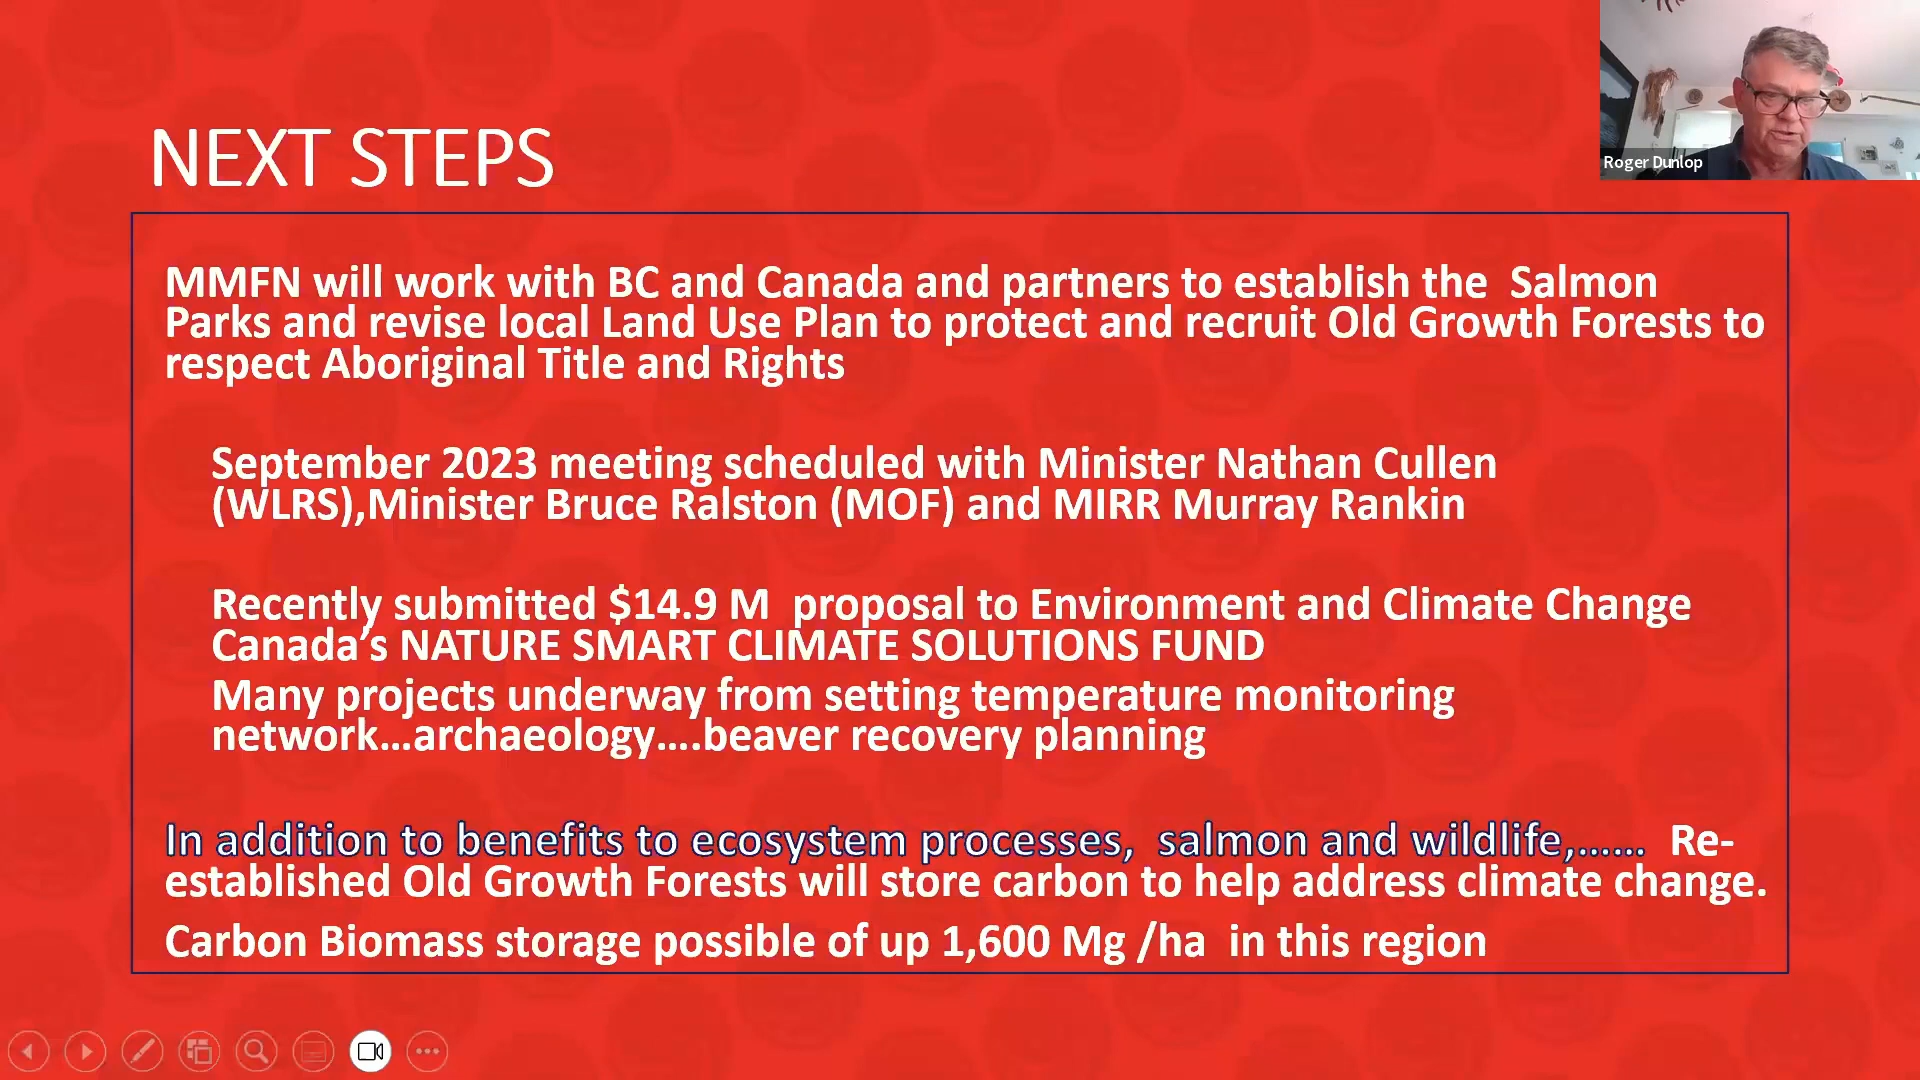 Roger Dunlop
NEXT STEPS
MMFN will work with BC and Canada and partners to establish the  Salmon
Parks and revise local Land Use Plan to protect and recruit Old Growth Forests to
respect Aboriginal Title and Rights
September 2023 meeting scheduled with Minister Nathan Cullen
(WLRS),Minister Bruce Ralston (MOF) and MIRR Murray Rankin
Recently submitted $14.9 M  proposal to Environment and Climate Change
Canada’s NATURE SMART CLIMATE SOLUTIONS FUND
Many projects underway from setting temperature monitoring
network…archaeology….beaver recovery planning
In addition to benefits to ecosystem processes,  salmon and wildlife,……  Re-
established Old Growth Forests will store carbon to help address climate change.
Carbon Biomass storage possible of up 1,600 Mg /ha  in this region